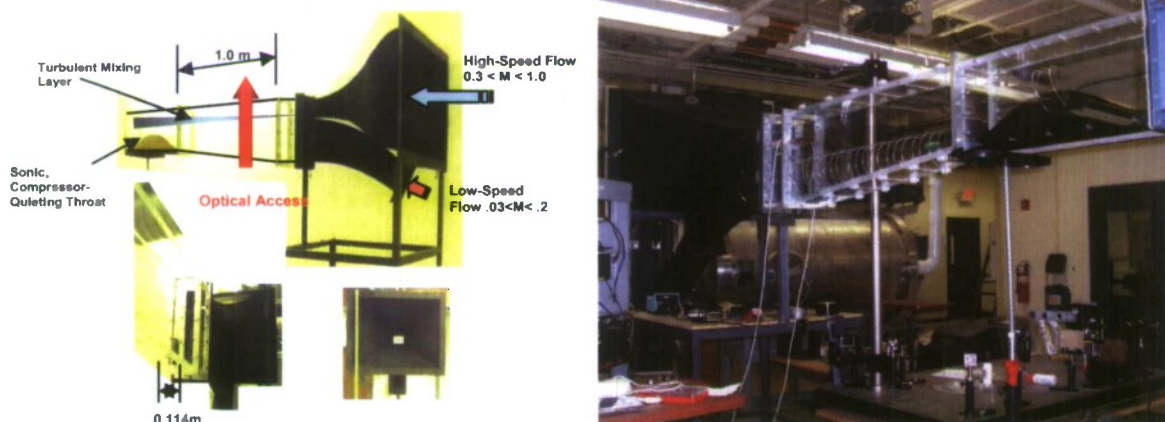 1.0 m
Turbulent Mixing
Layer
High-Speed Flow
0.3 < M < 1.0
Sonic,
Compressor-
Quieting Throat
Optical Access
Low-Speed
Flow .03<M< .2
0.114m